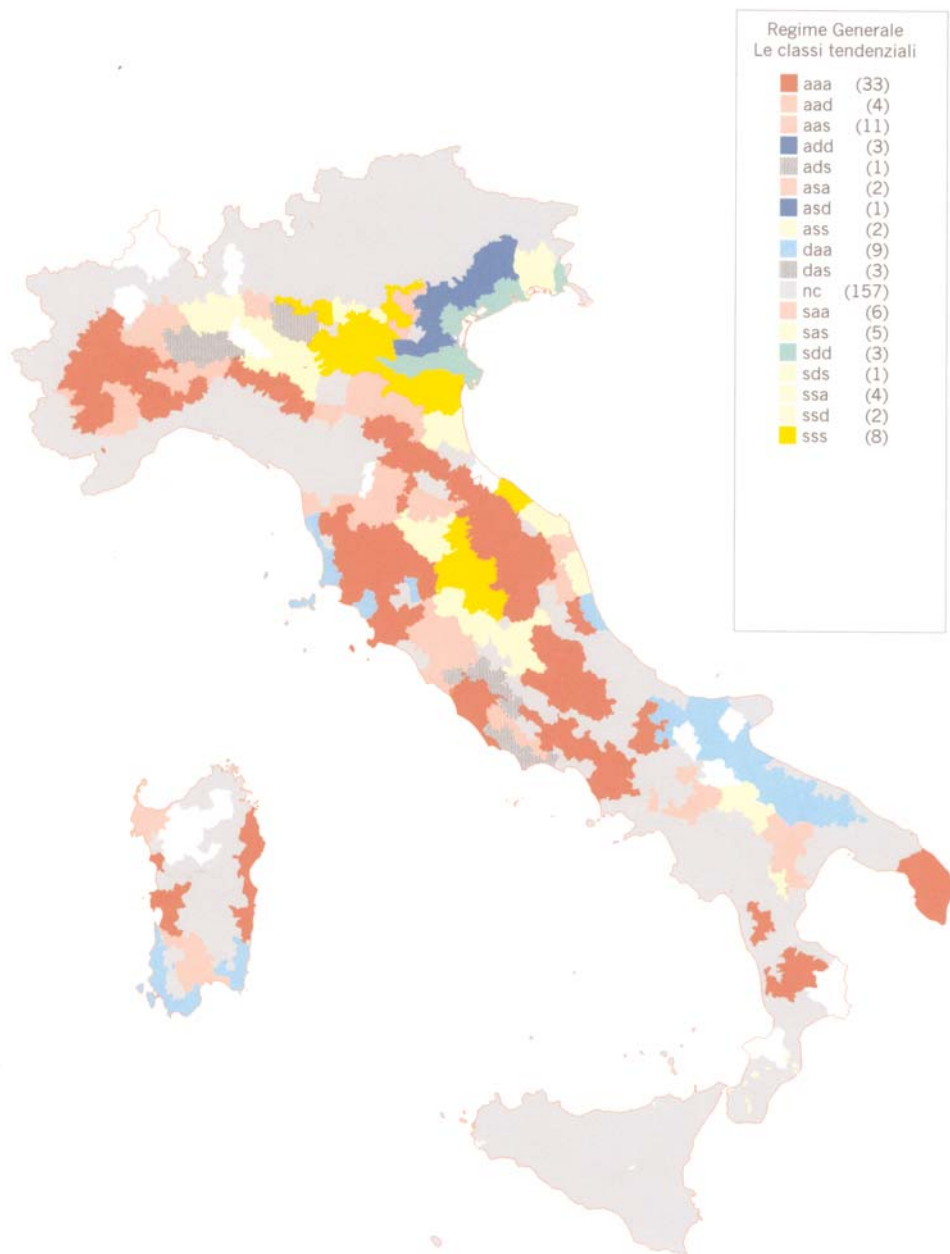 Regime Generale
Le classi tendenziali
aaa (33)
aad (4)
aas (11)
add (3)
ads (1)
asa (2)
asd (1)
ass (2)
daa (9)
das (3)
nc (157)
saa (6)
sas (5)
sdd (3)
sds (1)
ssa (4)
ssd (2)
sss (8)